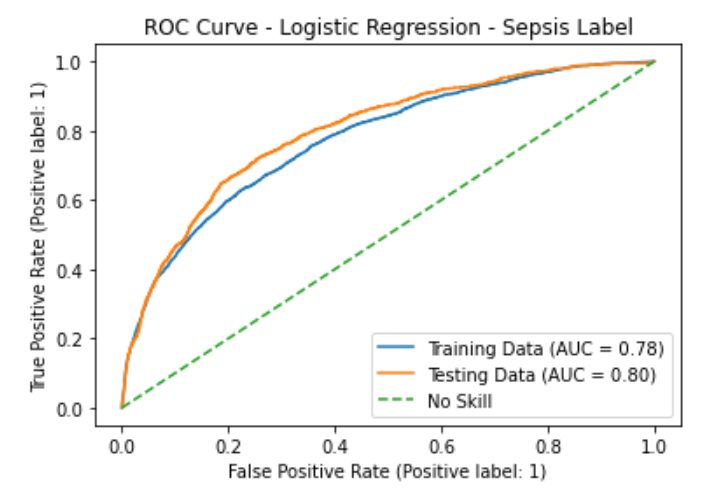 ROC Curve - Logistic Regression - Sepsis Label
True Positive Rate (Positive label: 1)
1.0
0.8
0.6
0.4
0.2
0.0
Training Data (AUC = 0.78)
Testing Data (AUC = 0.80)
No Skill
0.0 0.2 0.4 0.6 0.8 1.0
False Positive Rate (Positive label: 1)